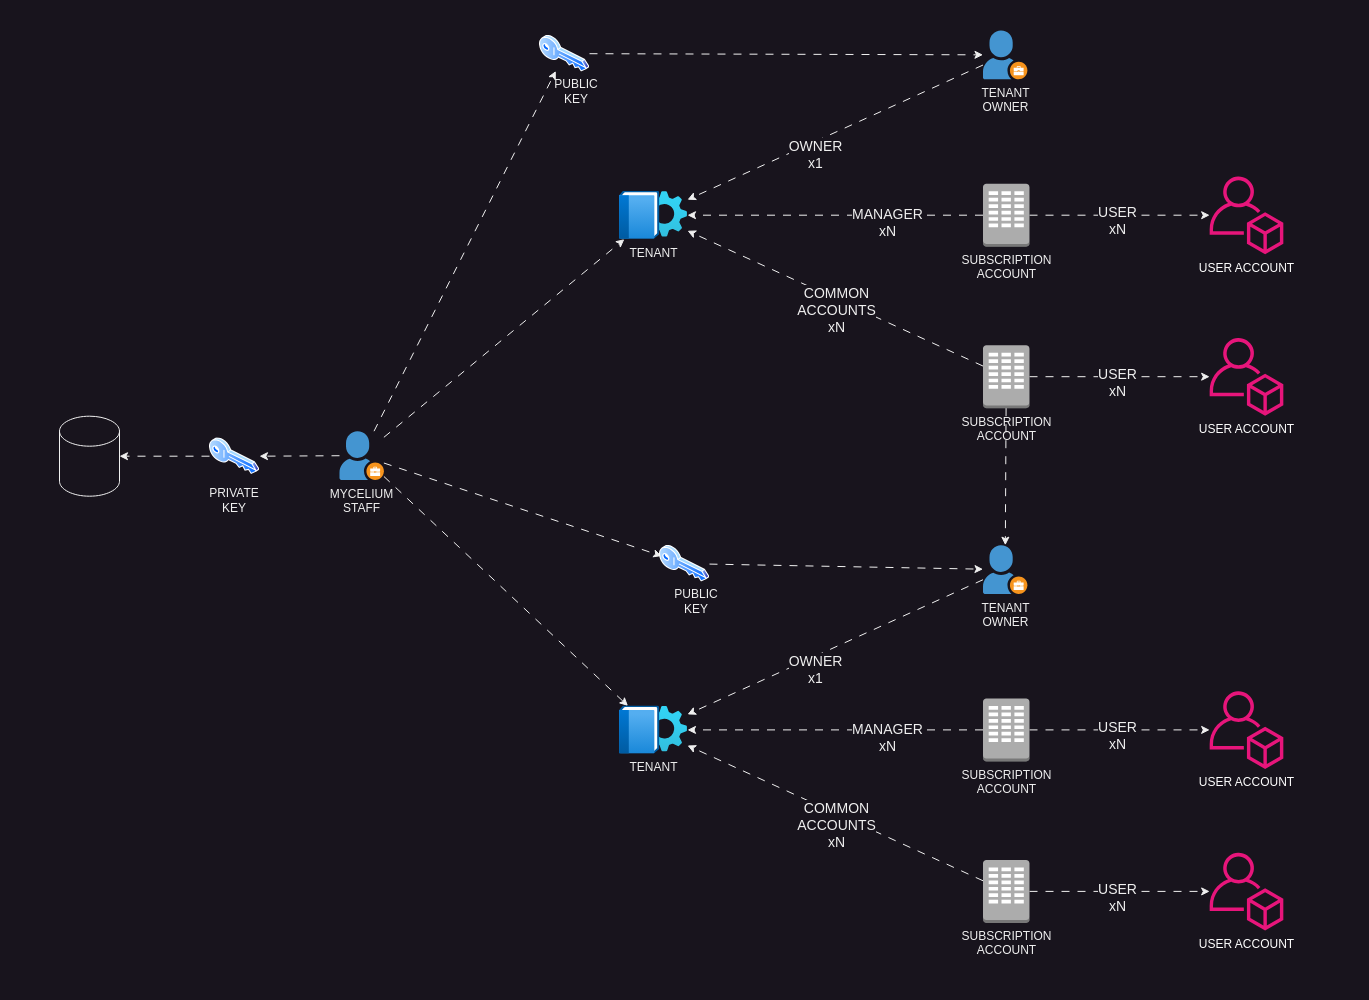 PUBLIC
KEY
TENANT
OWNER
OWNER
x1
TENANT
MANAGER
xN
SUBSCRIPTION
ACCOUNT
USER
xN
USER ACCOUNT
COMMON
ACCOUNTS
xN
SUBSCRIPTION
ACCOUNT
USER
xN
USER ACCOUNT
PRIVATE
KEY
MYCELIUM
STAFF
PUBLIC
KEY
TENANT
OWNER
OWNER
x1
TENANT
MANAGER
xN
SUBSCRIPTION
ACCOUNT
USER
xN
USER ACCOUNT
COMMON
ACCOUNTS
xN
SUBSCRIPTION
ACCOUNT
USER
xN
USER ACCOUNT